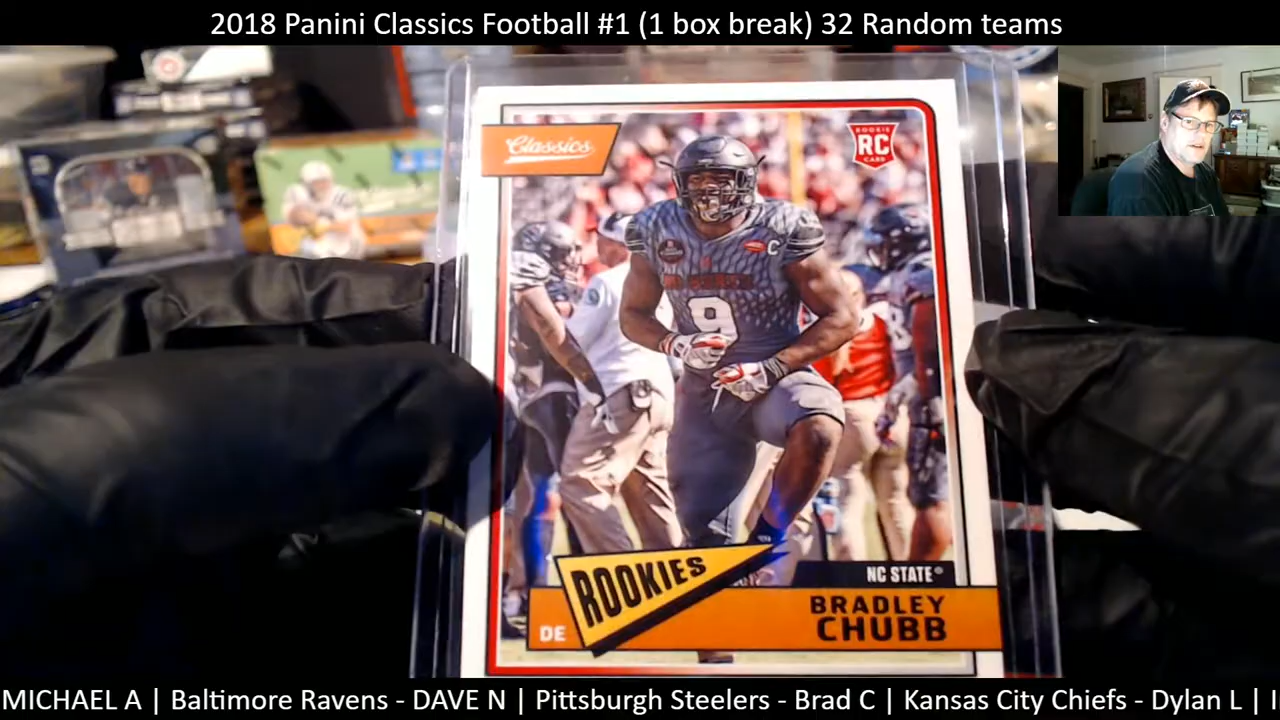 2018 Panini Classics Football #1 (1 box break) 32 Random teams
Classics
ROOKIE
RC
CARD
C
9
ROOKIES
NC STATE®
DE
BRADLEY
CHUBB
MICHAEL A | Baltimore Ravens - DAVE N | Pittsburgh Steelers - Brad C | Kansas City Chiefs - Dylan L |